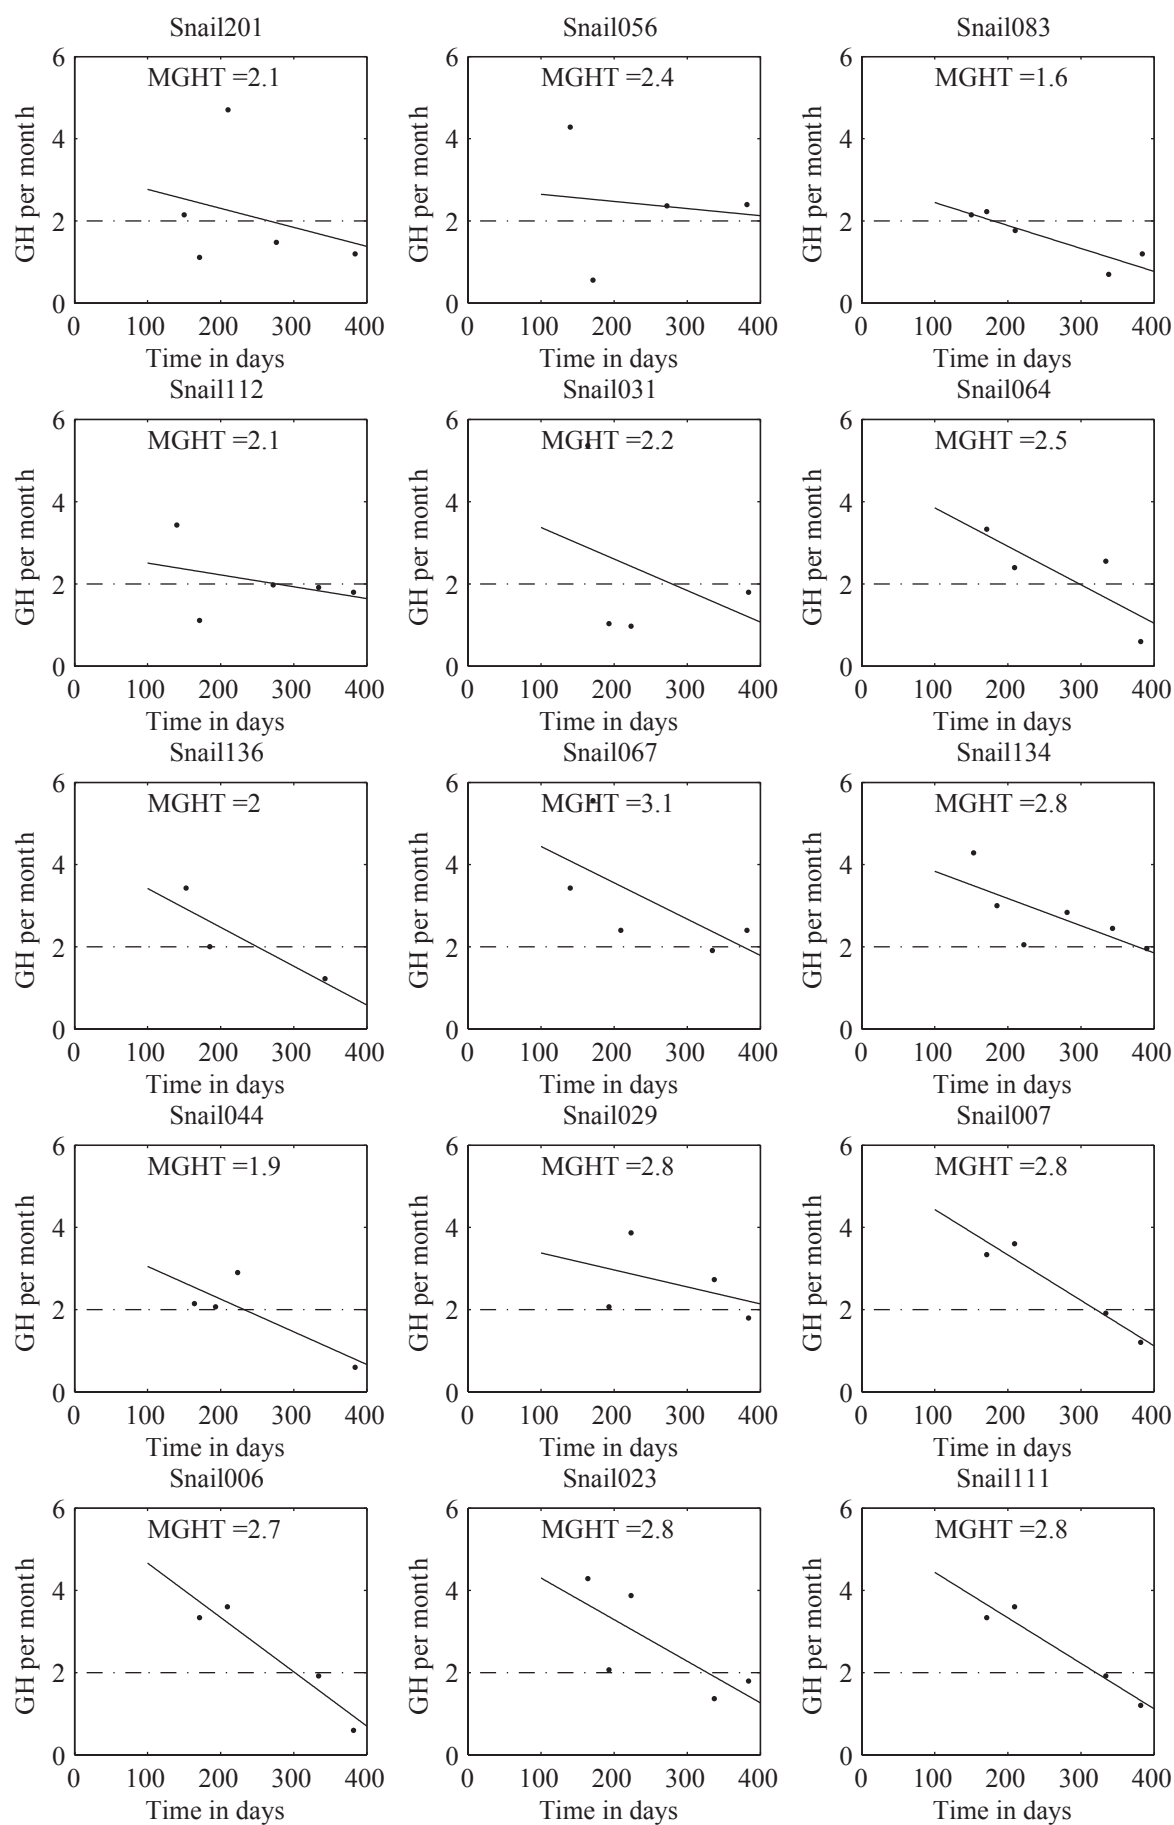 Snail201 Snail056 Snail083
6 6 6
MGHT =2.1 MGHT =2.4 MGHT =1.6
GH per month GH per month GH per month
4 4 4
2 2 2
0 0 0
0 100 200 300 400 0 100 200 300 400 0 100 200 300 400
Time in days Time in days Time in days
Snail112 Snail031 Snail064
6 6 6
MGHT =2.1 MGHT =2.2 MGHT =2.5
GH per month GH per month GH per month
4 4 4
2 2 2
0 0 0
0 100 200 300 400 0 100 200 300 400 0 100 200 300 400
Time in days Time in days Time in days
Snail136 Snail067 Snail134
6 6 6
MGHT =2 MGHT =3.1 MGHT =2.8
GH per month GH per month GH per month
4 4 4
2 2 2
0 0 0
0 100 200 300 400 0 100 200 300 400 0 100 200 300 400
Time in days Time in days Time in days
Snail044 Snail029 Snail007
6 6 6
MGHT =1.9 MGHT =2.8 MGHT =2.8
GH per month GH per month GH per month
4 4 4
2 2 2
0 0 0
0 100 200 300 400 0 100 200 300 400 0 100 200 300 400
Time in days Time in days Time in days
Snail006 Snail023 Snail111
6 6 6
MGHT =2.7 MGHT =2.8 MGHT =2.8
GH per month GH per month GH per month
4 4 4
2 2 2
0 0 0
0 100 200 300 400 0 100 200 300 400 0 100 200 300 400
Time in days Time in days Time in days